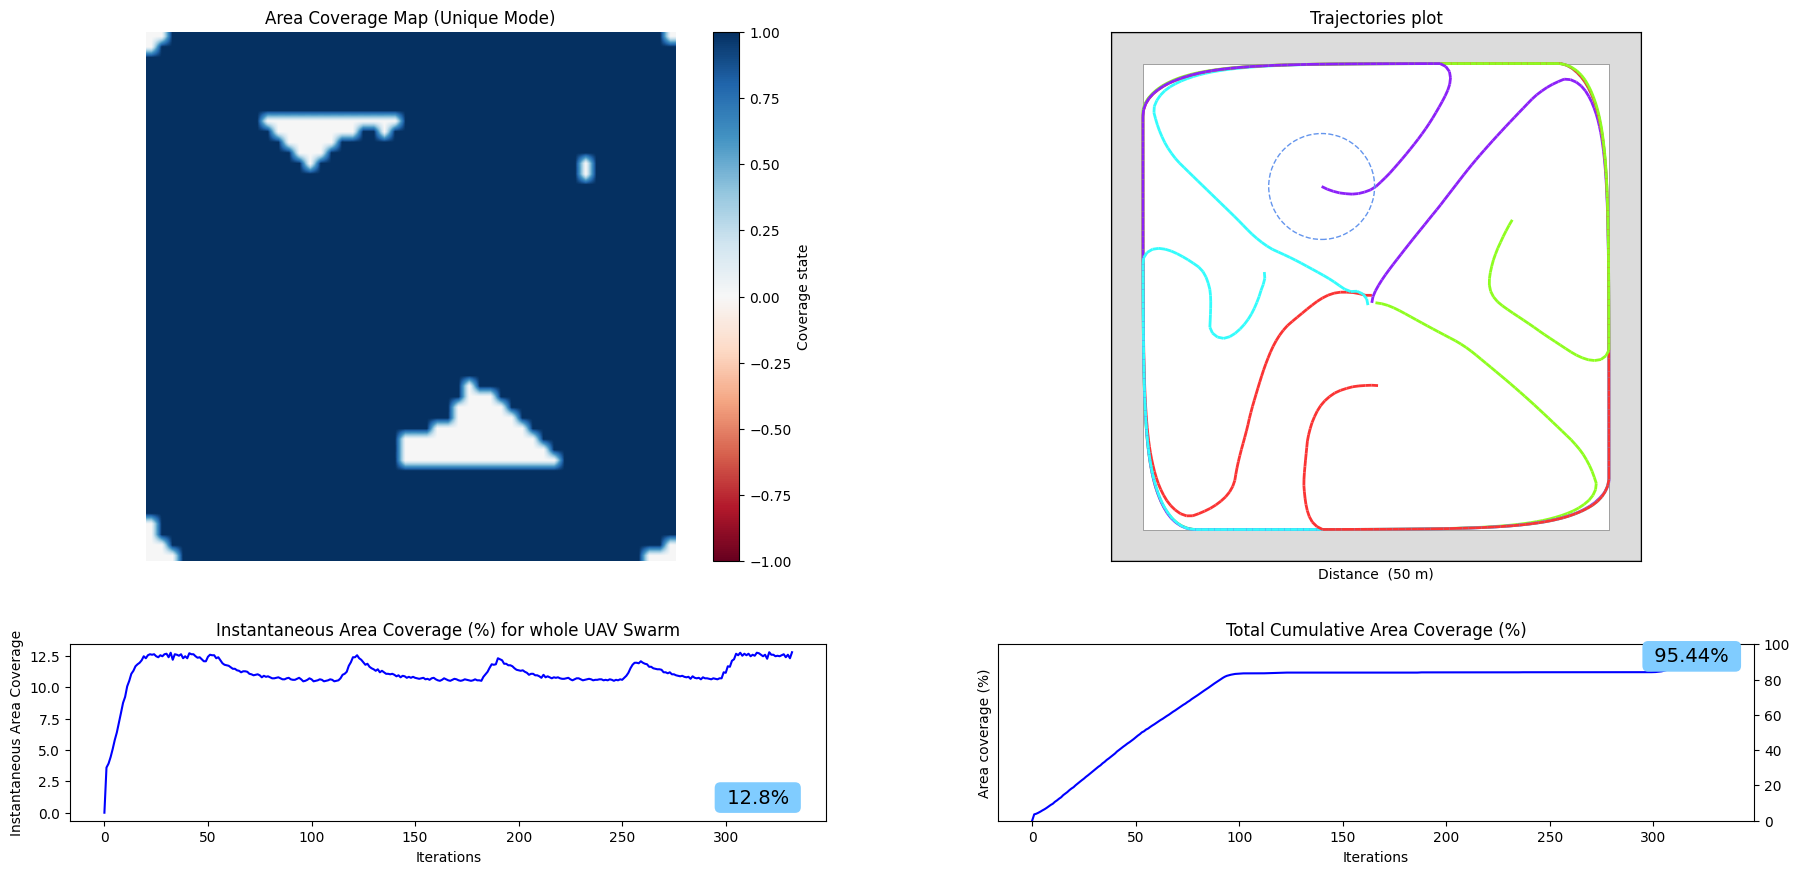 Area Coverage Map (Unique Mode)
1.00
0.75
0.50
0.25
0.00
−0.25
−0.50
−0.75
−1.00
Coverage state
Trajectories plot
Distance  (50 m)
Instantaneous Area Coverage (%) for whole UAV Swarm
Instantaneous Area Coverage
12.5
10.0
7.5
5.0
2.5
0.0
12.8%
0 50 100 150 200 250 300
Iterations
Total Cumulative Area Coverage (%)
Area coverage (%)
95.44%
100
80
60
40
20
0
0 50 100 150 200 250 300
Iterations